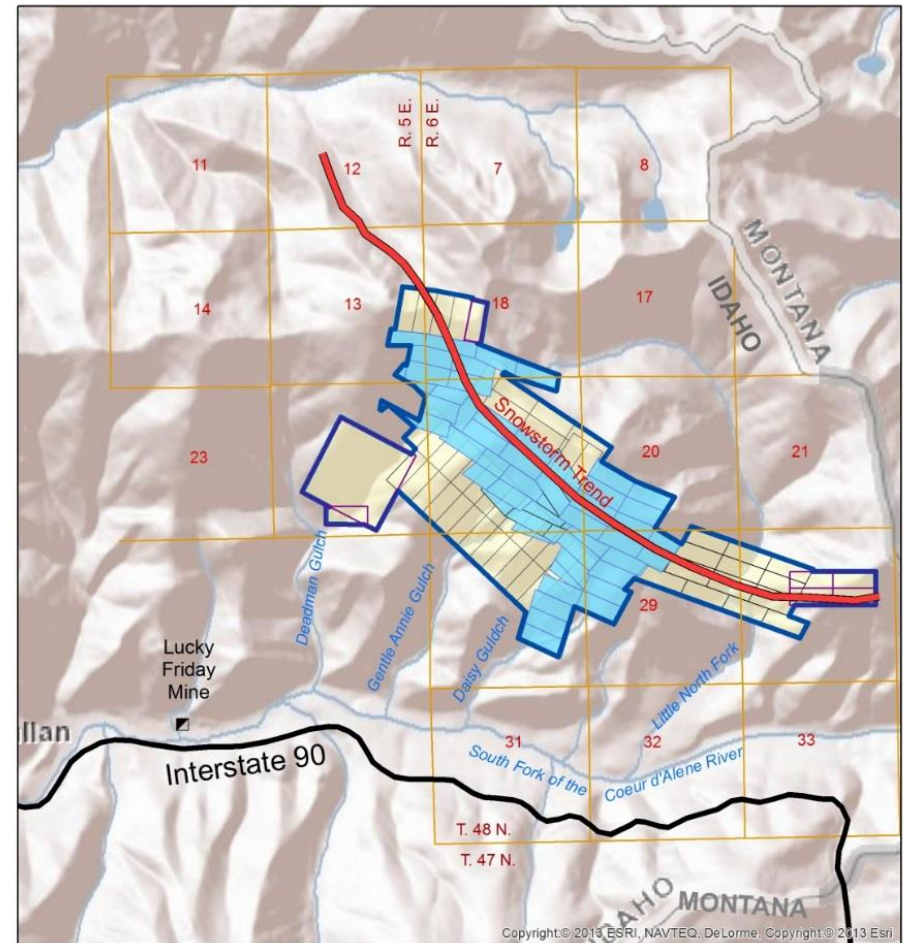 R. 5 E.
R. 6 E.
11
12
7
8
MONTANA
IDAHO
14
13
18
17
Snowstorm Trend
23
20
21
29
Deadman Gulch
Gentle Annie Gulch
Daisy Guldch
Little North Fork
Lucky
Friday
Mine
llan
Interstate 90
31
32
33
South Fork of the
Coeur d'Alene River
T. 48 N.
T. 47 N.
IDAHO
MONTANA
Copyright:© 2013 ESRI, NAVTEQ, DeLorme, Copyright:© 2013 Esri